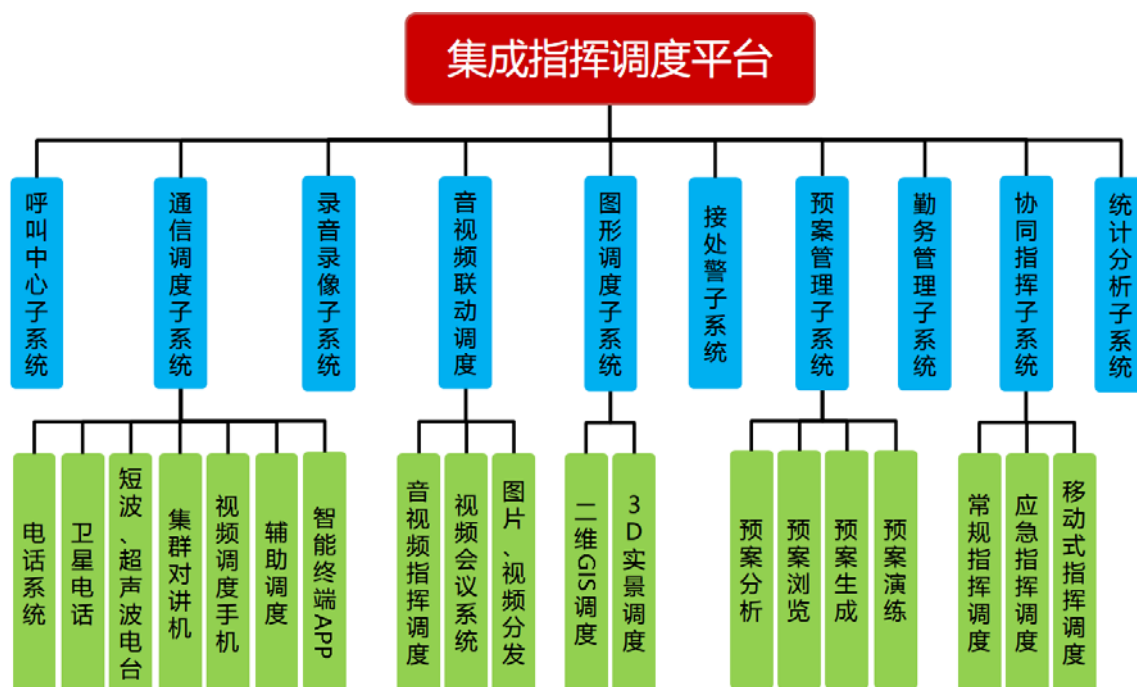 集成指挥调度平台
呼叫中心子系统
通信调度子系统
录音录像子系统
音视频联动调度
图形调度子系统
接处警子系统
预案管理子系统
勤务管理子系统
协同指挥子系统
统计分析子系统
电话系统
卫星电话
短波、超声波电台
集群对讲机
视频调度手机
辅助调度
智能终端APP
音视频指挥调度
视频会议系统
图片、视频分发
二维GIS调度
3D实景调度
预案分析
预案浏览
预案生成
预案演练
常规指挥调度
应急指挥调度
移动式指挥调度